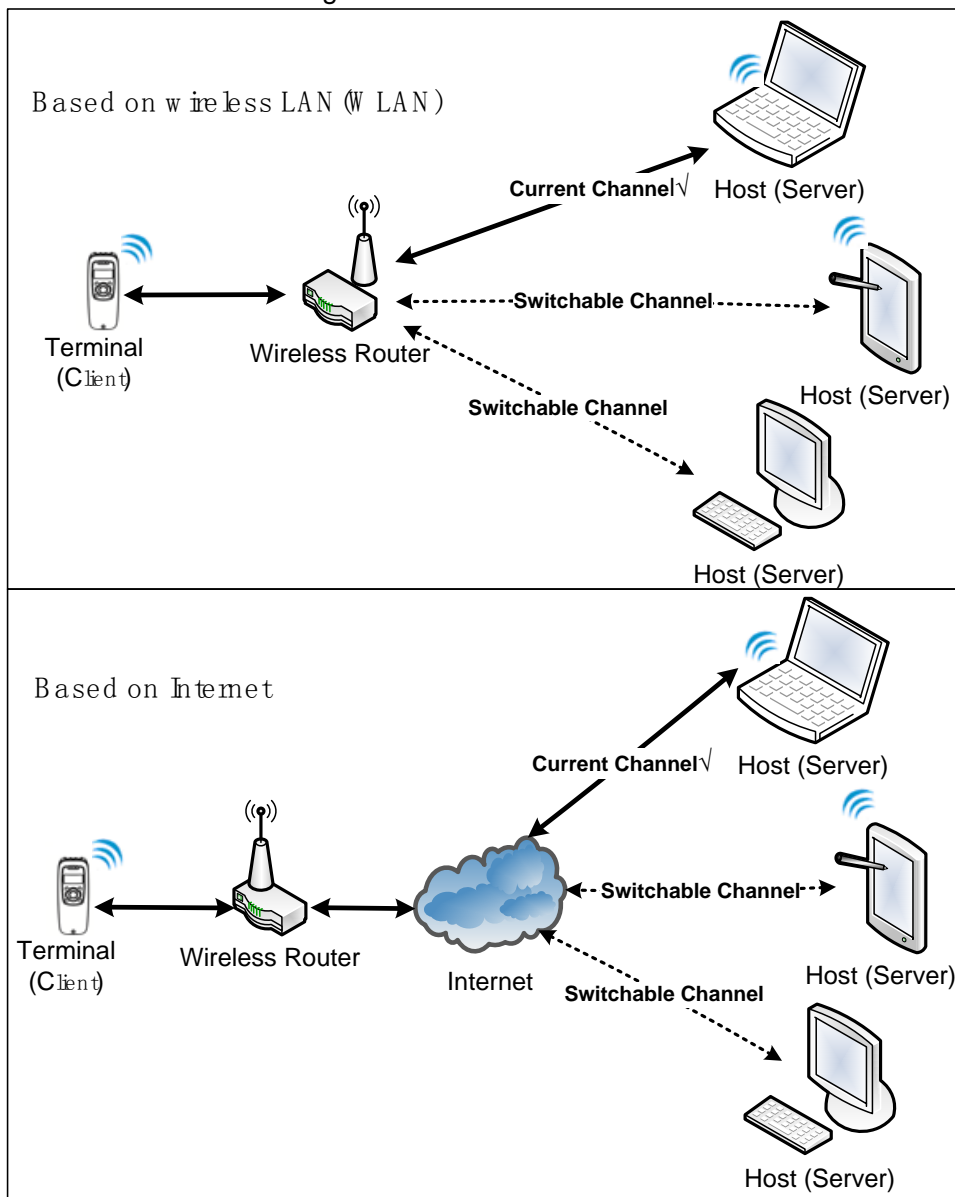 Based on wireless LAN (WLAN)
Current Channel√
Host (Server)
Switchable Channel
Terminal
(Client)
Wireless Router
Host (Server)
Switchable Channel
Host (Server)
Based on Internet
Current Channel√
Host (Server)
Switchable Channel
Terminal
(Client)
Wireless Router
Internet
Host (Server)
Switchable Channel
Host (Server)